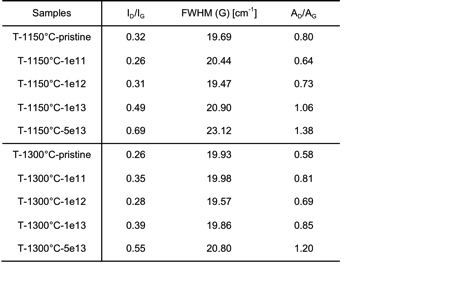 Samples I_D/I_G FWHM (G) [cm⁻¹] A_D/A_G
T-1150°C-pristine 0.32 19.69 0.80
T-1150°C-1e11 0.26 20.44 0.64
T-1150°C-1e12 0.31 19.47 0.73
T-1150°C-1e13 0.49 20.90 1.06
T-1150°C-5e13 0.69 23.12 1.38
T-1300°C-pristine 0.26 19.93 0.58
T-1300°C-1e11 0.35 19.98 0.81
T-1300°C-1e12 0.28 19.57 0.69
T-1300°C-1e13 0.39 19.86 0.85
T-1300°C-5e13 0.55 20.80 1.20